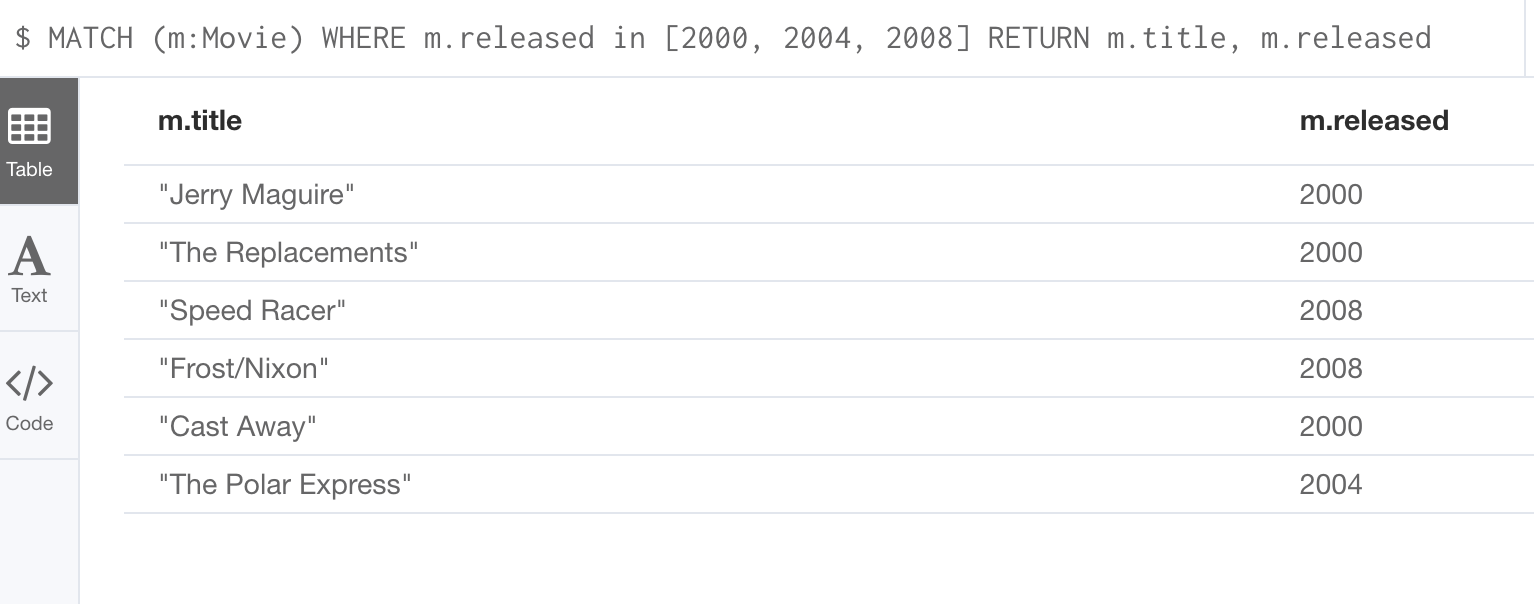 $ MATCH (m:Movie) WHERE m.released in [2000, 2004, 2008] RETURN m.title, m.released
m.title m.released
Table
"Jerry Maguire" 2000
"The Replacements" 2000
A
Text
"Speed Racer" 2008
"Frost/Nixon" 2008
</>
Code
"Cast Away" 2000
"The Polar Express" 2004